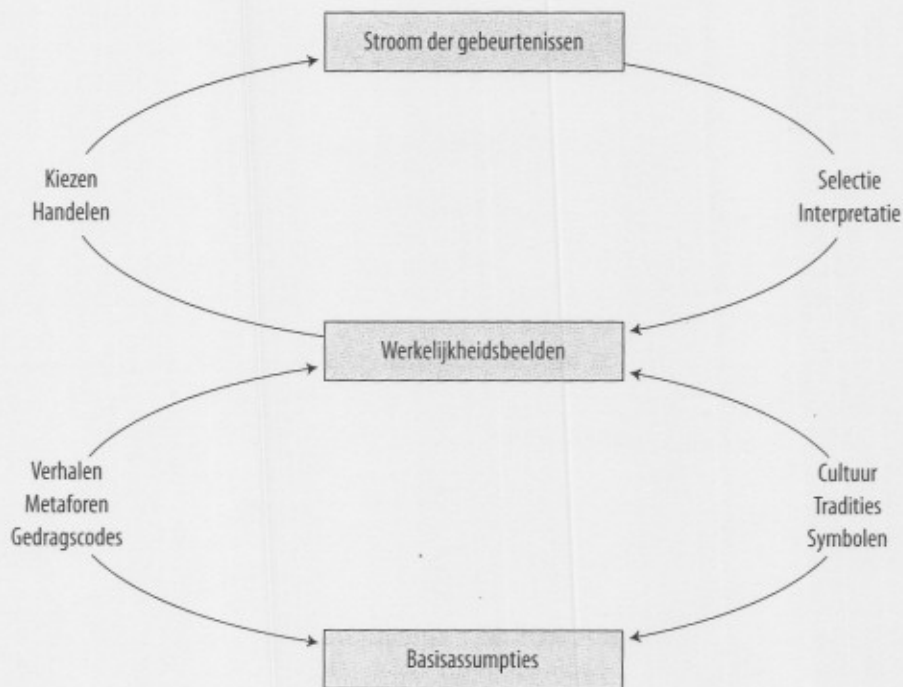 Stroom der gebeurtenissen
Kiezen
Handelen
Selectie
Interpretatie
Werkelijkheidsbeelden
Verhalen
Metaforen
Gedragscodes
Cultuur
Tradities
Symbolen
Basisassumpties